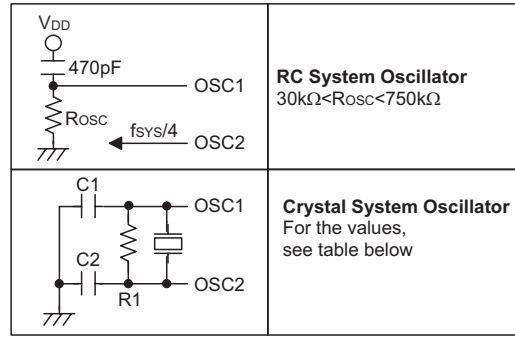 VDD
470pF
OSC1
ROSC
fSYS/4
OSC2
RC System Oscillator
30kΩ<ROSC<750kΩ
C1
OSC1
C2
R1
OSC2
Crystal System Oscillator
For the values,
see table below